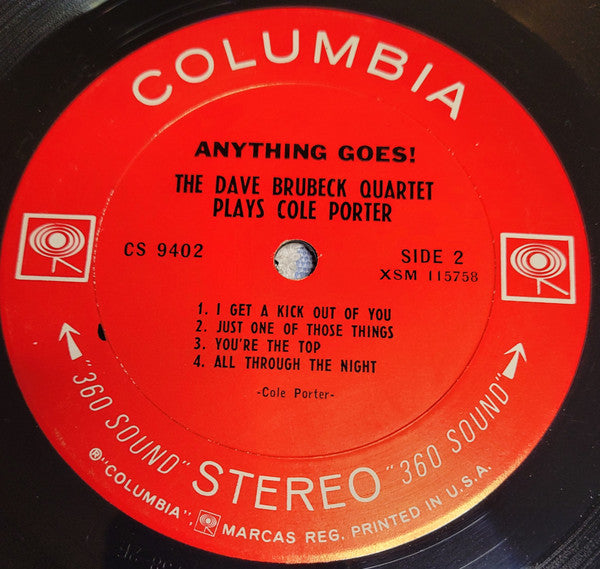 COLUMBIA
ANYTHING GOES!
THE DAVE BRUBECK QUARTET
PLAYS COLE PORTER
CS 9402
SIDE 2
XSM 115758
1. I GET A KICK OUT OF YOU
2. JUST ONE OF THOSE THINGS
3. YOU'RE THE TOP
4. ALL THROUGH THE NIGHT
-Cole Porter-
"360 SOUND" STEREO "360 SOUND"
® "COLUMBIA", MARCAS REG. PRINTED IN U.S.A.